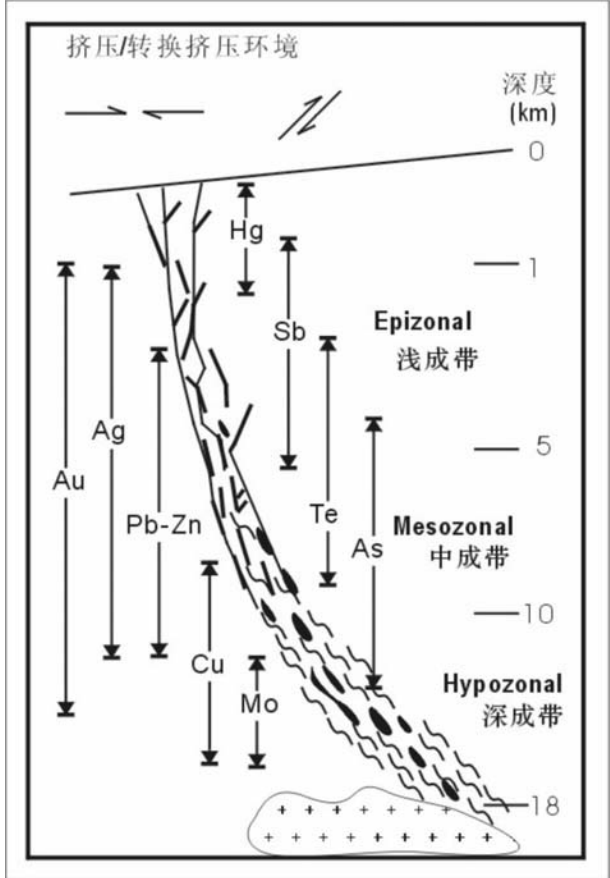 挤压/转换挤压环境
深度
(km)
0
Hg
1
Sb
Epizonal
浅成带
Ag
5
Au
Te
Pb-Zn
As
Mesozonal
中成带
10
Cu
Mo
Hypozonal
深成带
18